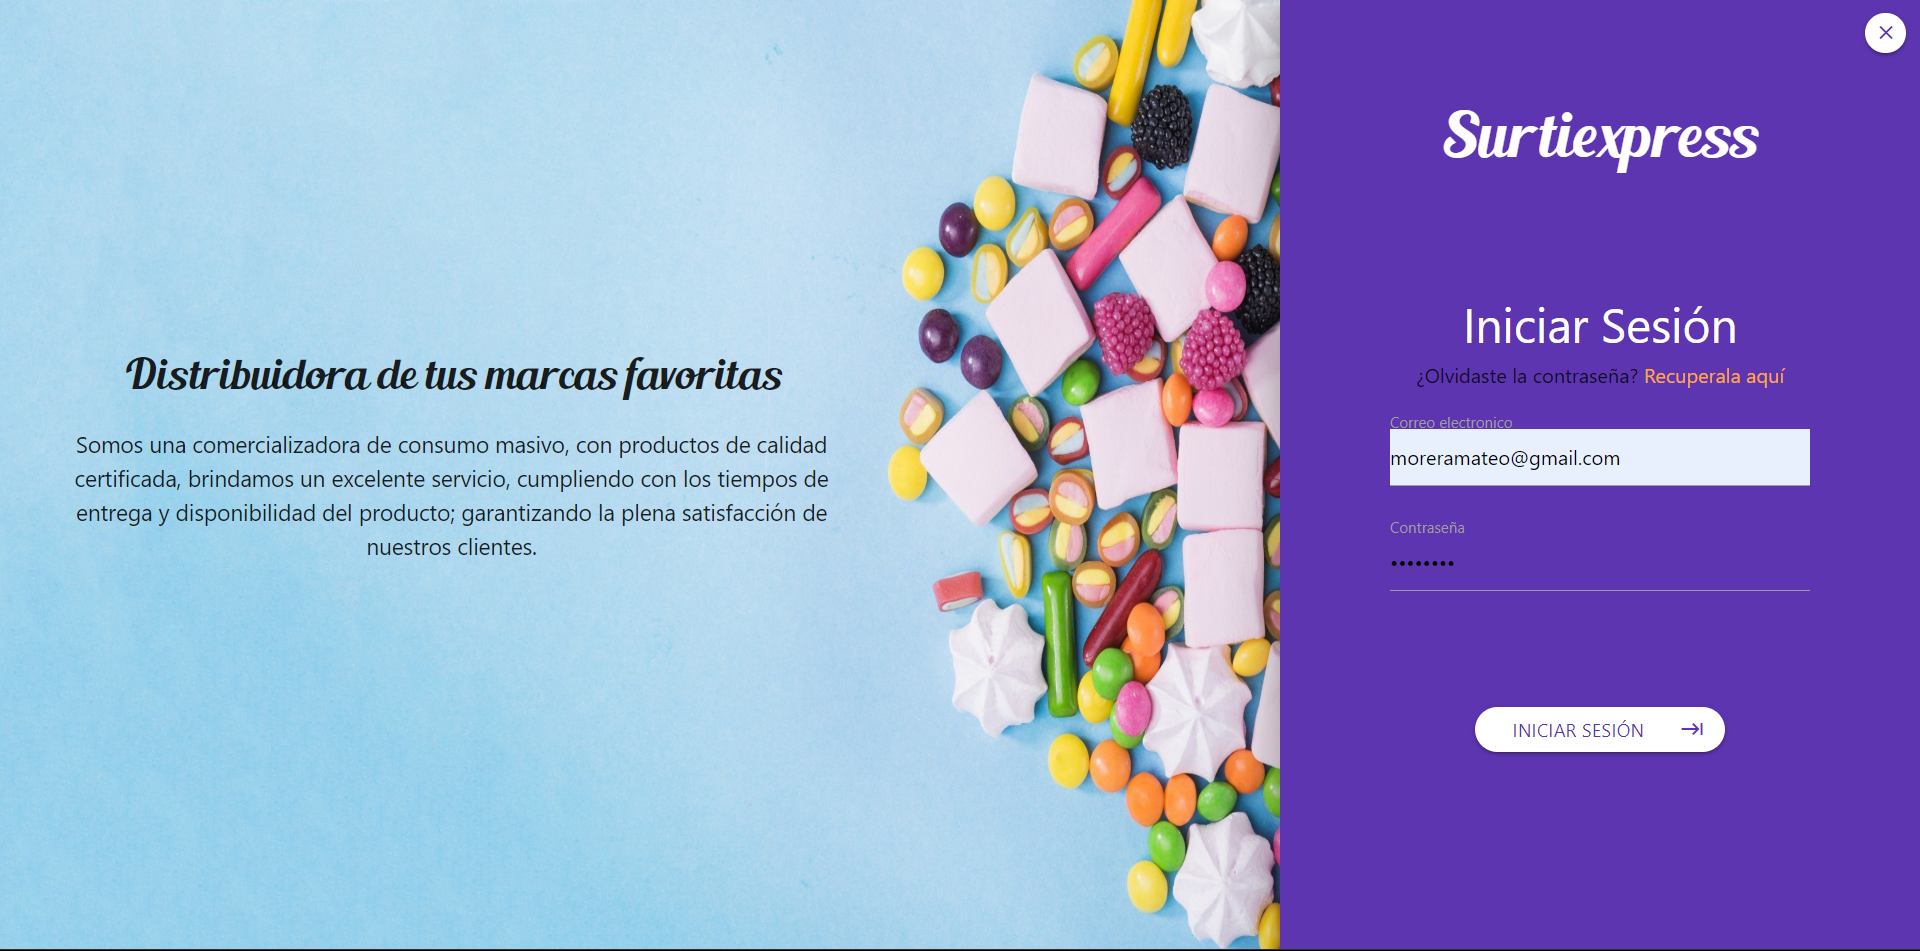 Distribuidora de tus marcas favoritas
Somos una comercializadora de consumo masivo, con productos de calidad
certificada, brindamos un excelente servicio, cumpliendo con los tiempos de
entrega y disponibilidad del producto; garantizando la plena satisfacción de
nuestros clientes.
Surtiexpress
Iniciar Sesión
¿Olvidaste la contraseña? Recuperala aquí
Correo electronico
moreramateo@gmail.com
Contraseña
••••••••
INICIAR SESIÓN